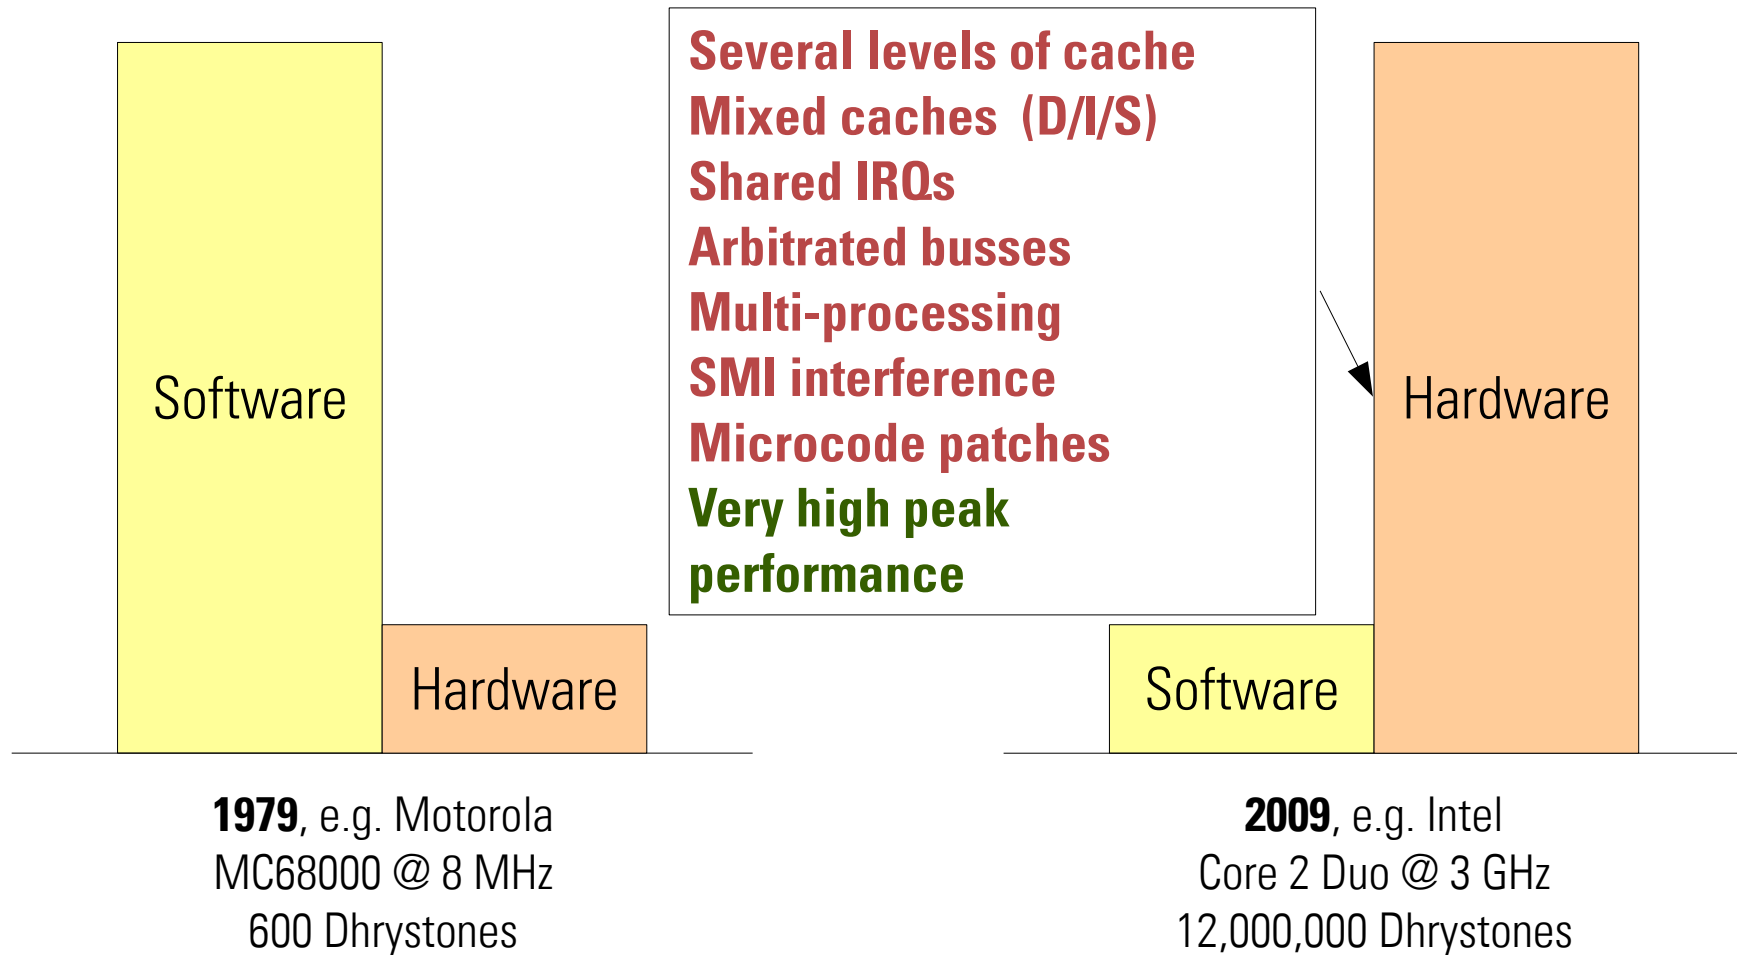 Several levels of cache
Mixed caches (D/I/S)
Shared IRQs
Arbitrated busses
Multi-processing
SMI interference
Microcode patches
Very high peak
performance
Software
Hardware
Software
Hardware
1979, e.g. Motorola
MC68000 @ 8 MHz
600 Dhrystones
2009, e.g. Intel
Core 2 Duo @ 3 GHz
12,000,000 Dhrystones